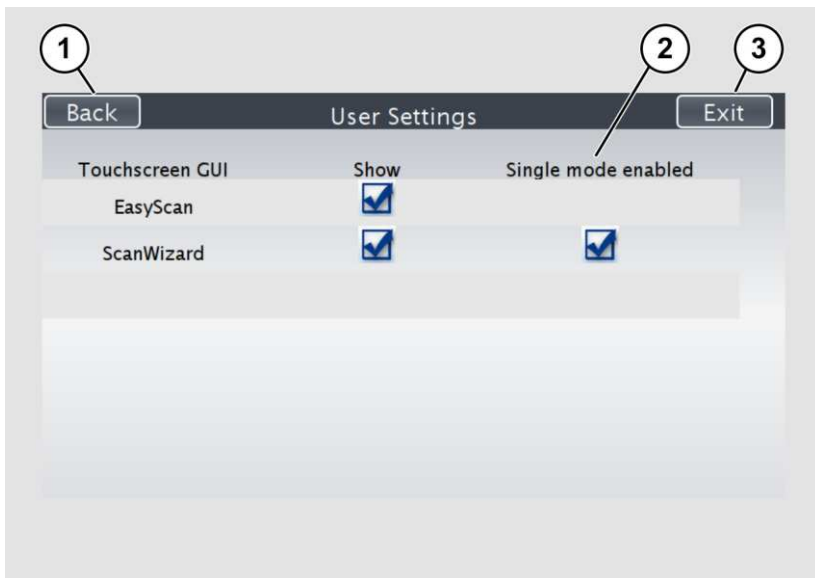 1 2 3
Back User Settings Exit
Touchscreen GUI Show Single mode enabled
EasyScan
ScanWizard